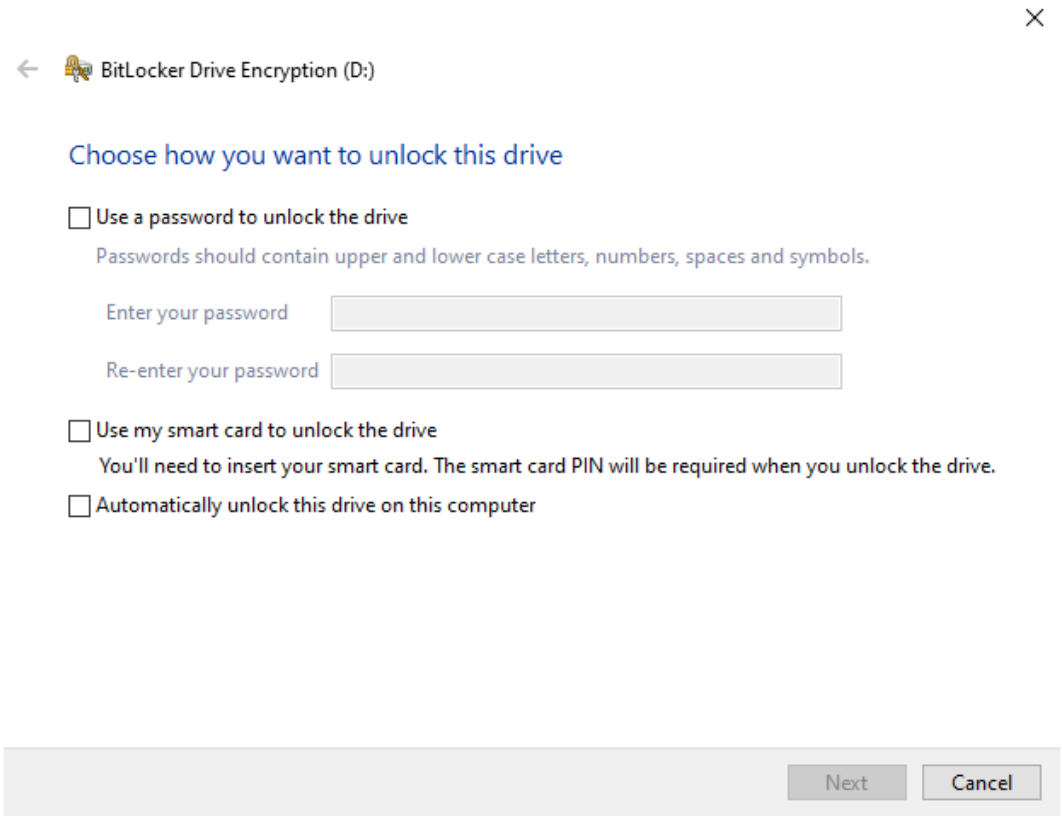 BitLocker Drive Encryption (D:)
Choose how you want to unlock this drive
Use a password to unlock the drive
Passwords should contain upper and lower case letters, numbers, spaces and symbols.
Enter your password
Re-enter your password
Use my smart card to unlock the drive
You'll need to insert your smart card. The smart card PIN will be required when you unlock the drive.
Automatically unlock this drive on this computer
Next
Cancel